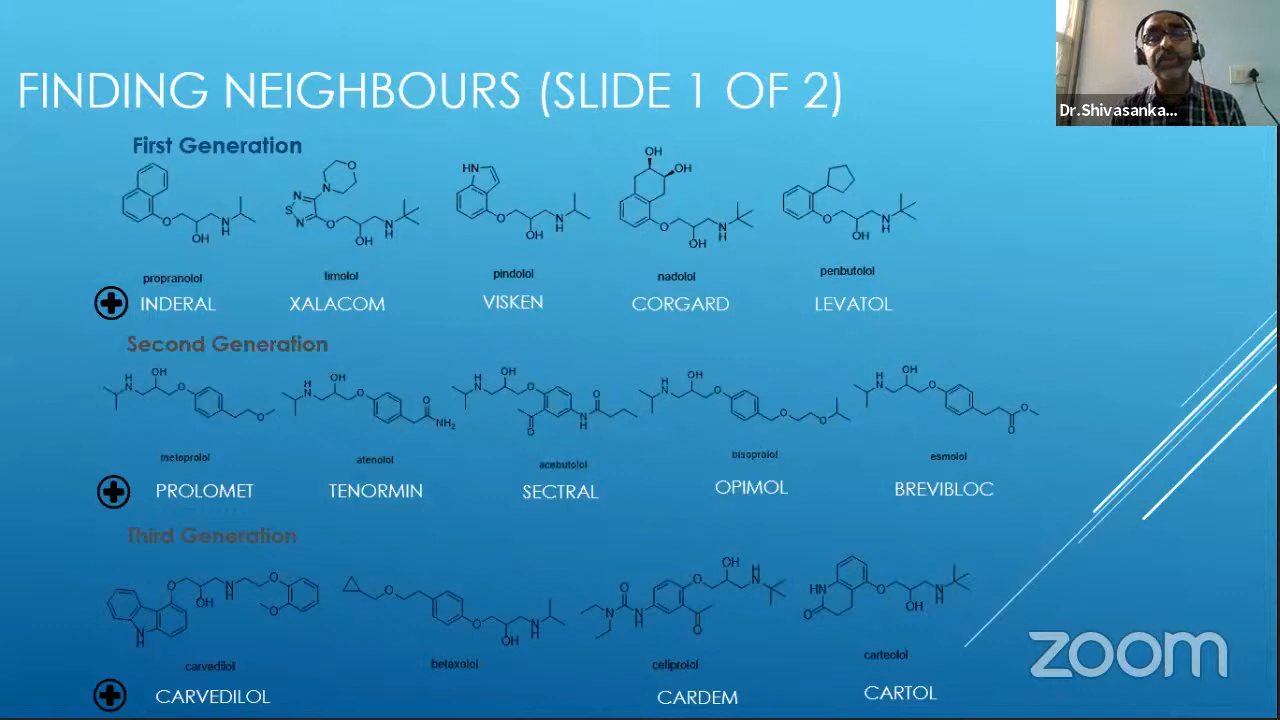 FINDING NEIGHBOURS (SLIDE 1 OF 2)
Dr.Shivasanka...
First Generation
propranolol
timolol
pindolol
nadolol
penbutolol
INDERAL
XALACOM
VISKEN
CORGARD
LEVATOL
Second Generation
metoprolol
atenolol
acebutolol
bisoprolol
esmolol
PROLOMET
TENORMIN
SECTRAL
OPIMOL
BREVIBLOC
Third Generation
carvedilol
betaxolol
celiprolol
carteolol
CARVEDILOL
CARDEM
CARTOL
zoom